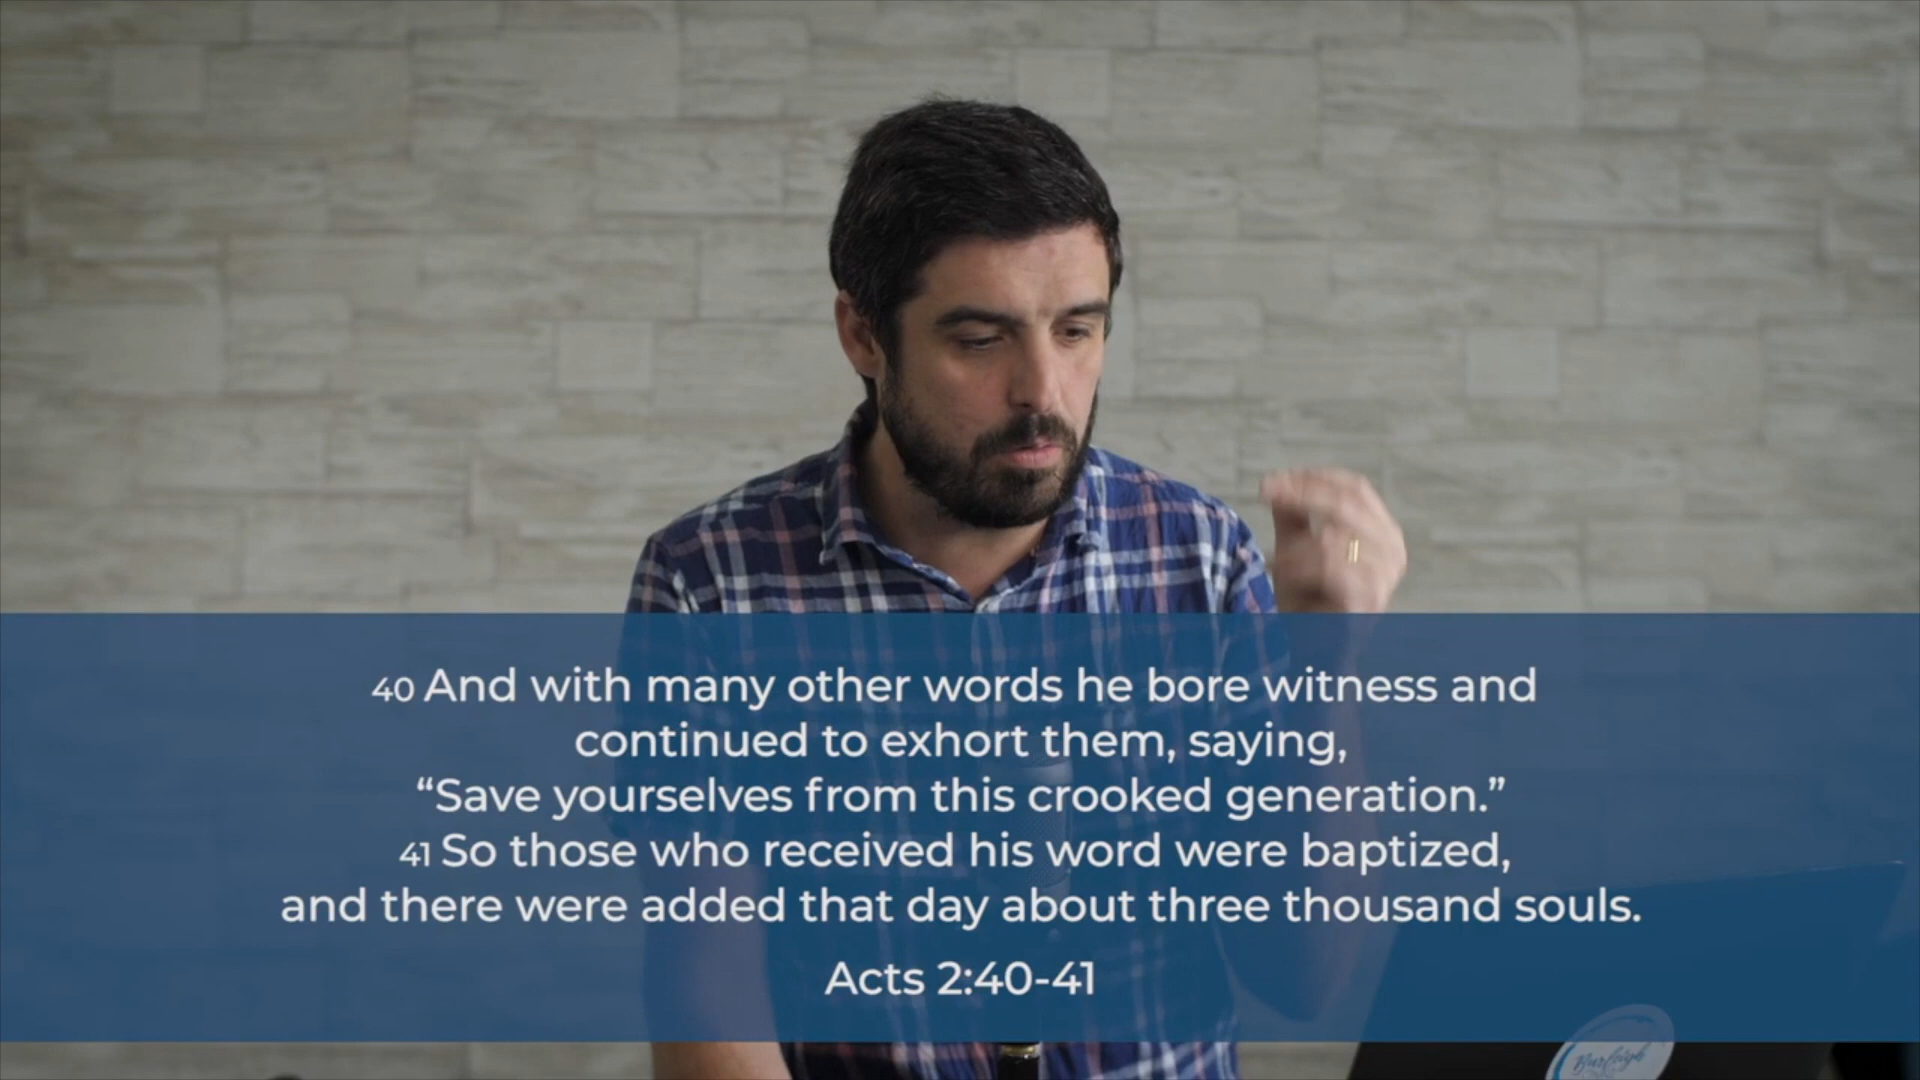 40 And with many other words he bore witness and
continued to exhort them, saying,
“Save yourselves from this crooked generation.”
41 So those who received his word were baptized,
and there were added that day about three thousand souls.
Acts 2:40-41
Burleigh